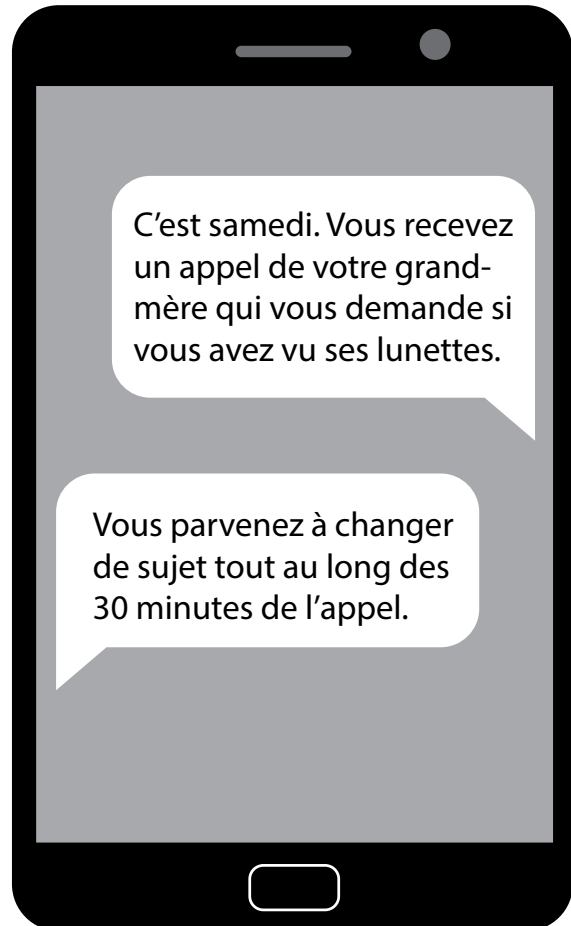 C’est samedi. Vous recevez
un appel de votre grand-
mère qui vous demande si
vous avez vu ses lunettes.
Vous parvenez à changer
de sujet tout au long des
30 minutes de l’appel.